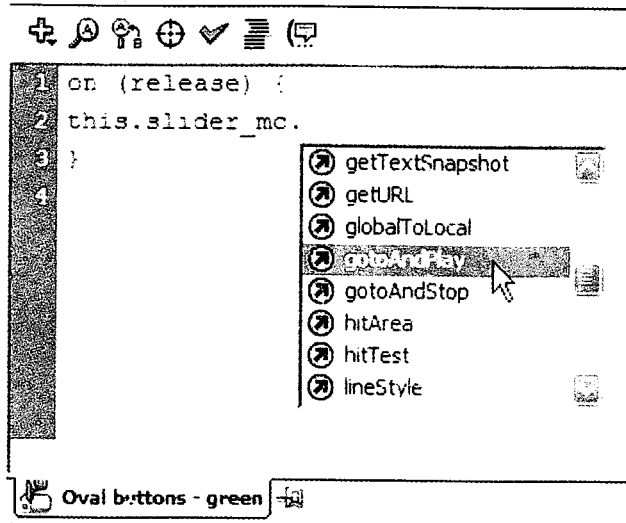 1 on (release) {
2 this.slider_mc.
3 }
4
getTextSnapshot
getURL
globalToLocal
gotoAndPlay
gotoAndStop
hitArea
hitTest
lineStyle
Oval buttons - green